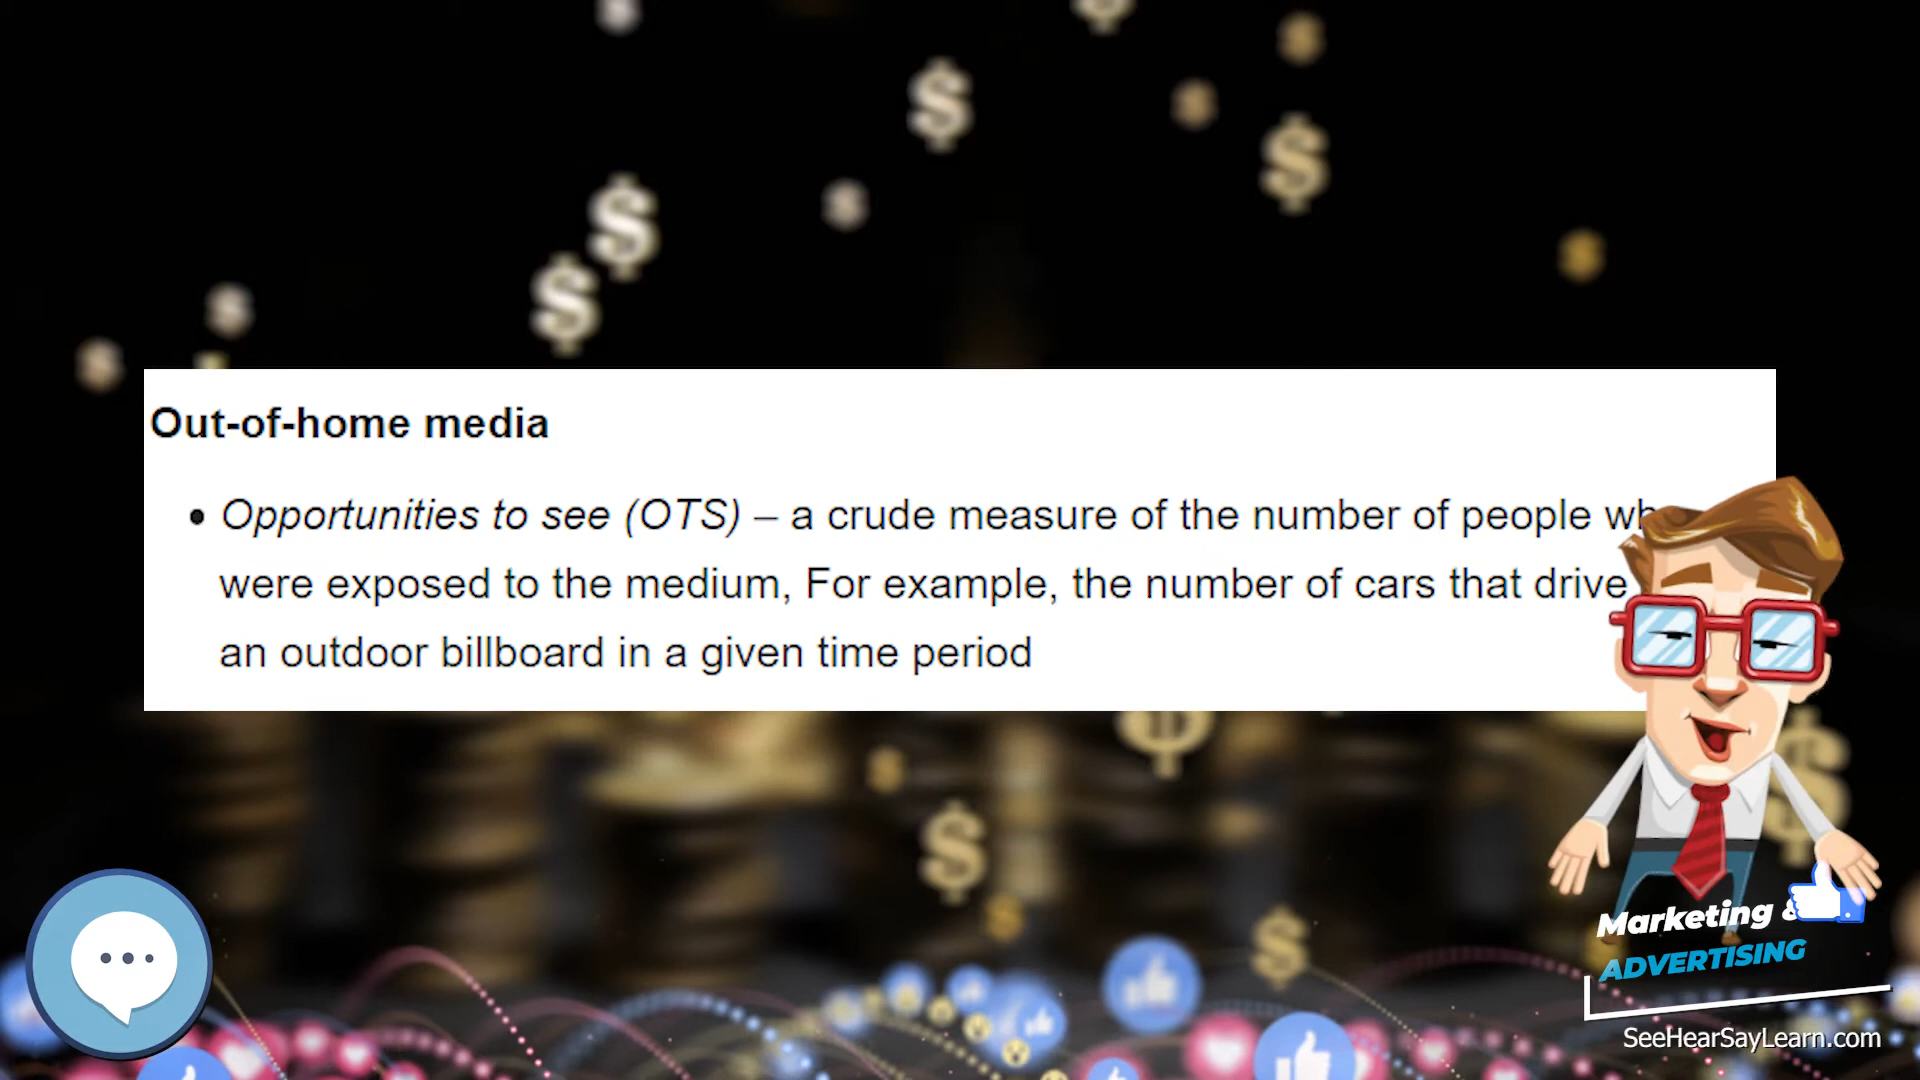 Out-of-home media
• Opportunities to see (OTS) – a crude measure of the number of people
were exposed to the medium, For example, the number of cars that drive
an outdoor billboard in a given time period
Marketing &
ADVERTISING
SeeHearSayLearn.com